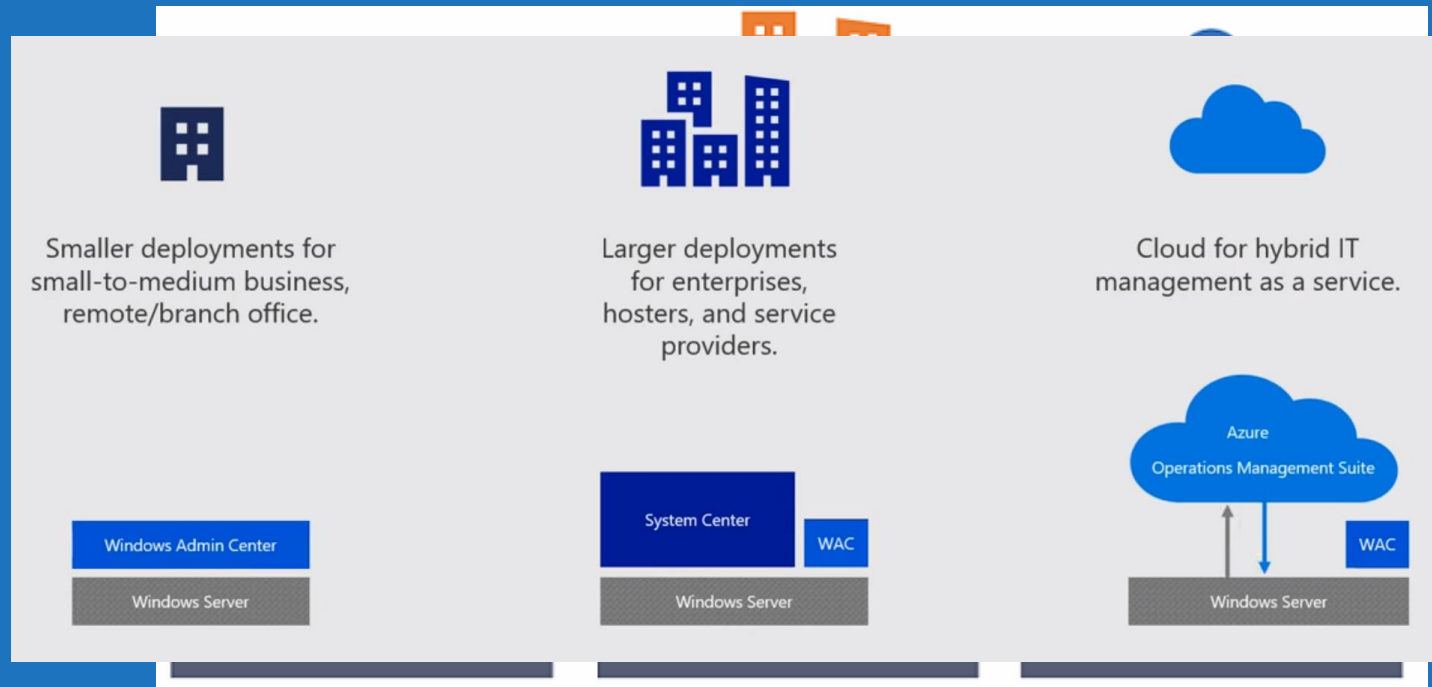 Smaller deployments for
small-to-medium business,
remote/branch office.
Larger deployments
for enterprises,
hosters, and service
providers.
Cloud for hybrid IT
management as a service.
Windows Admin Center
Windows Server
System Center
WAC
Windows Server
Azure
Operations Management Suite
WAC
Windows Server